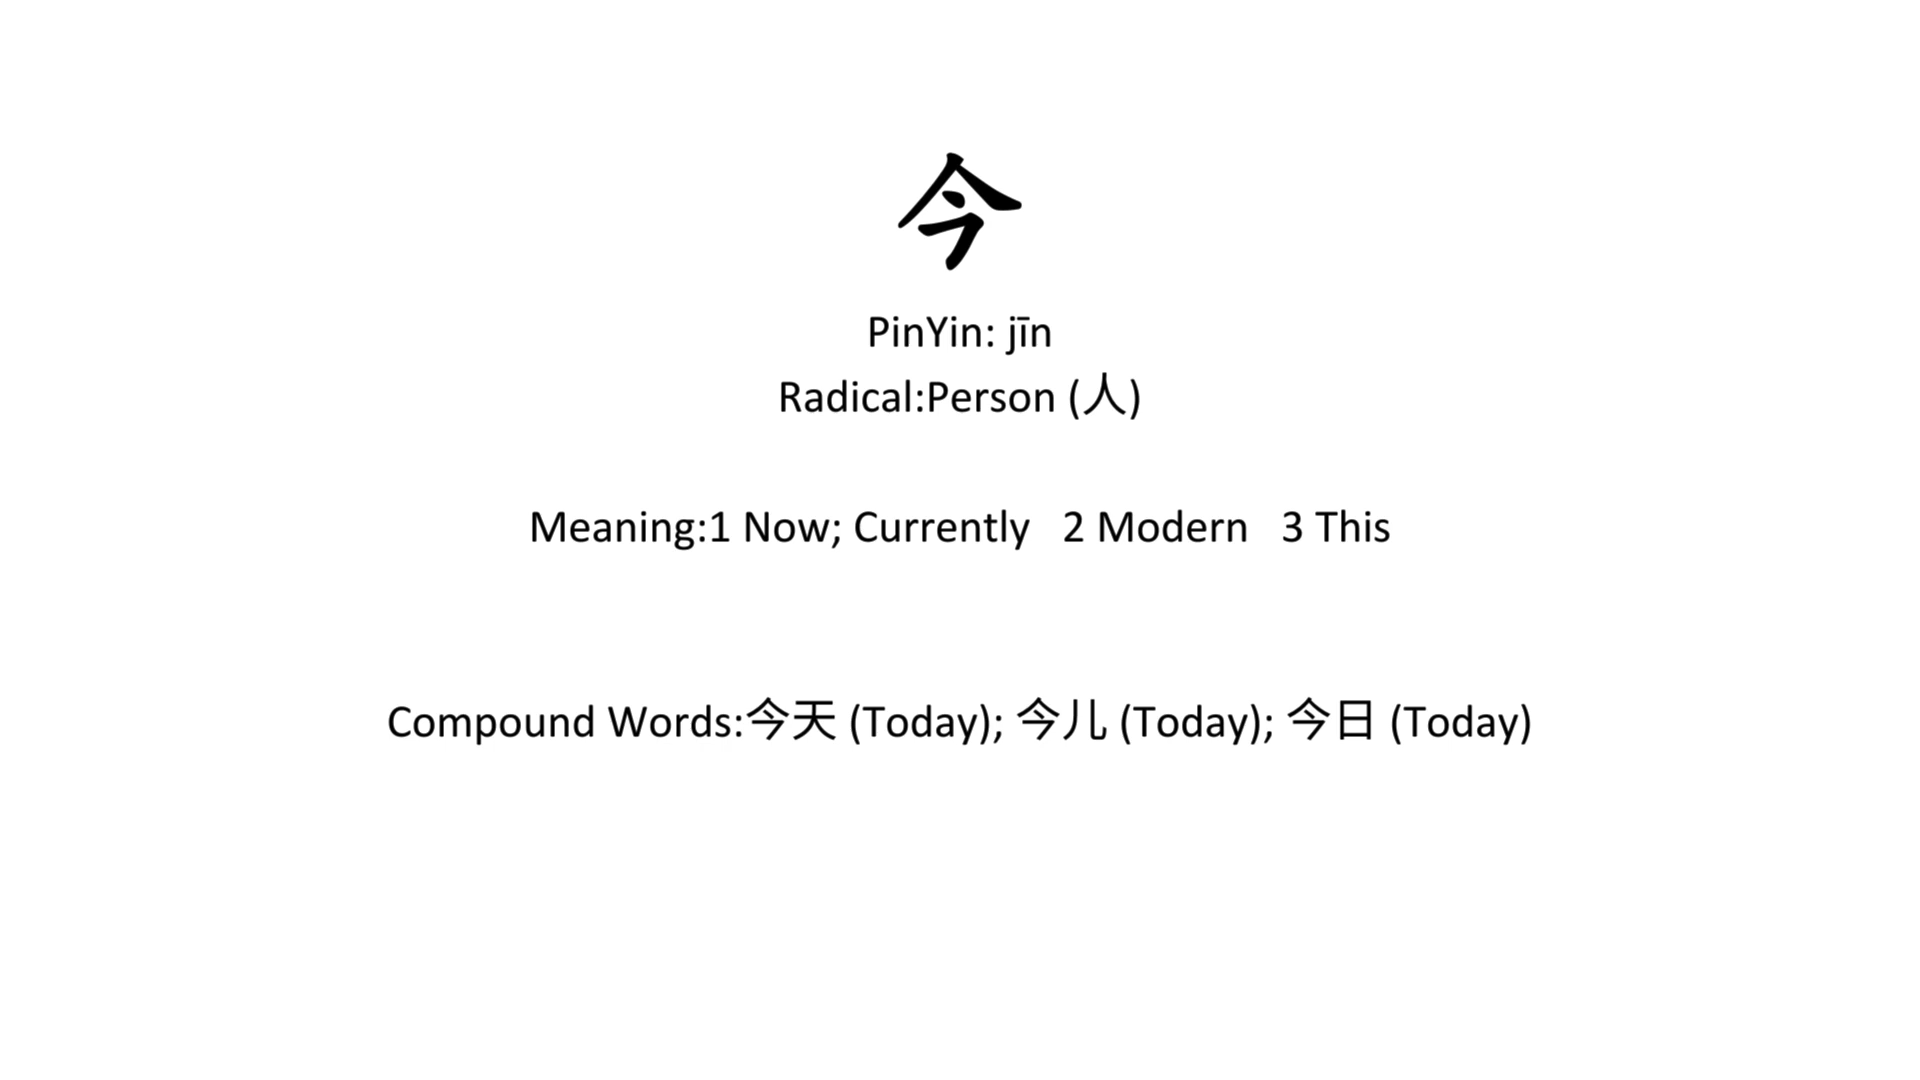 今
PinYin: jīn
Radical:Person (人)
Meaning:1 Now; Currently   2 Modern   3 This
Compound Words:今天 (Today); 今儿 (Today); 今日 (Today)